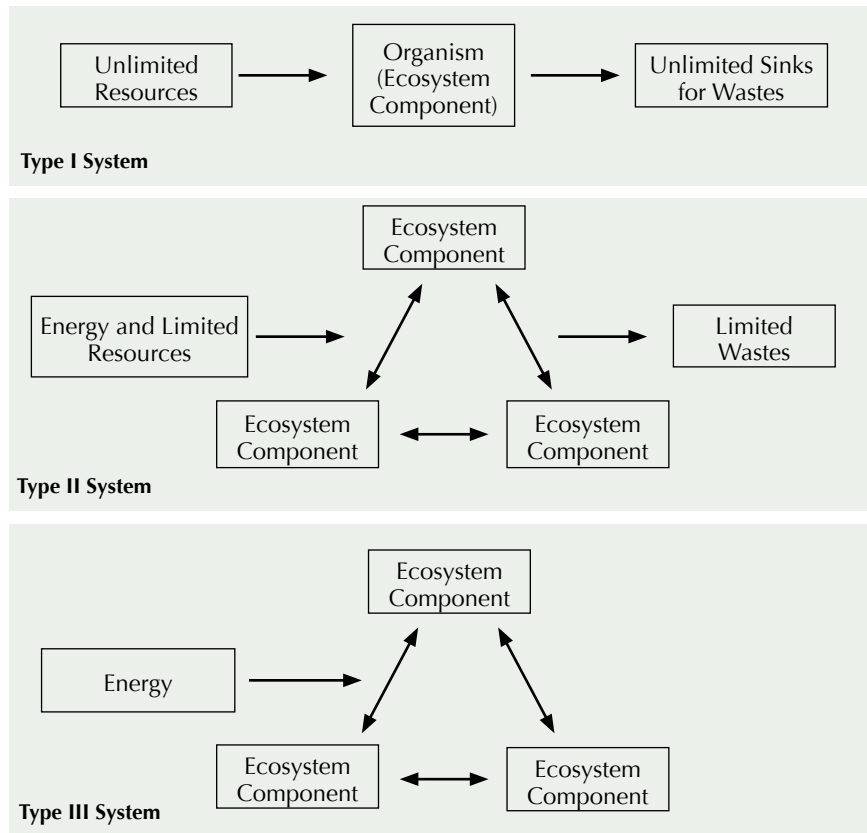 Unlimited
Resources
Organism
(Ecosystem
Component)
Unlimited Sinks
for Wastes
Type I System
Ecosystem
Component
Energy and Limited
Resources
Limited
Wastes
Ecosystem
Component
Ecosystem
Component
Type II System
Ecosystem
Component
Energy
Ecosystem
Component
Ecosystem
Component
Type III System